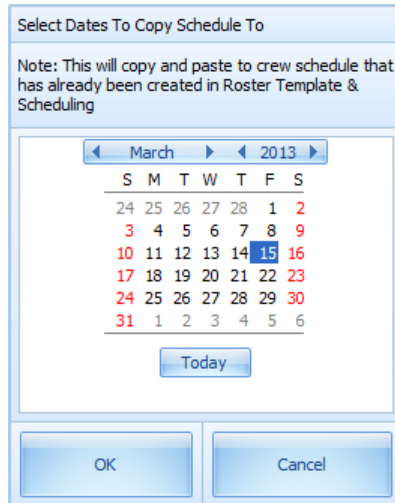 Select Dates To Copy Schedule To
Note: This will copy and paste to crew schedule that
has already been created in Roster Template &
Scheduling
March 2013
S M T W T F S
24 25 26 27 28 1 2
3 4 5 6 7 8 9
10 11 12 13 14 15 16
17 18 19 20 21 22 23
24 25 26 27 28 29 30
31 1 2 3 4 5 6
Today
OK Cancel